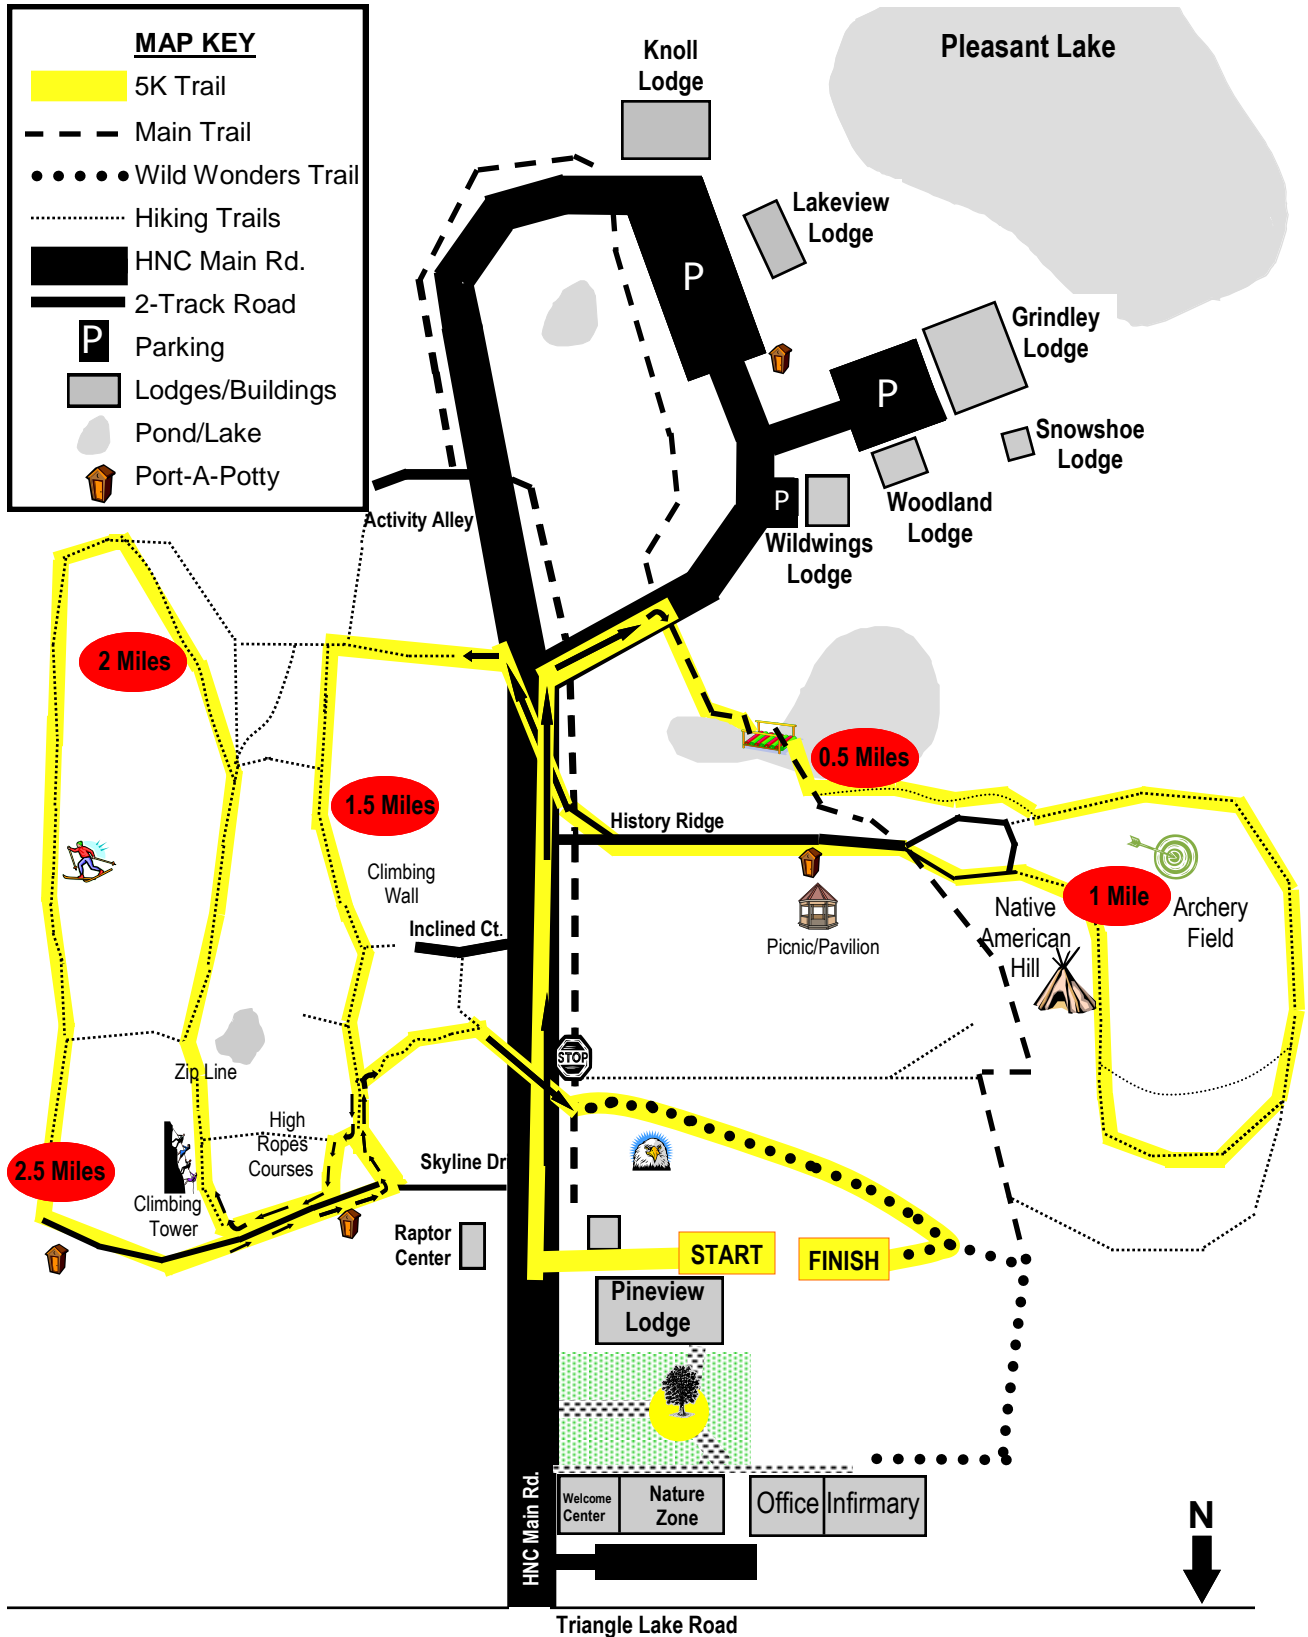 MAP KEY
5K Trail
Main Trail
Wild Wonders Trail
Hiking Trails
HNC Main Rd.
2-Track Road
P
Parking
Lodges/Buildings
Pond/Lake
Port-A-Potty
Knoll
Lodge
Pleasant Lake
Lakeview
Lodge
P
Grindley
Lodge
P
Snowshoe
Lodge
Woodland
Lodge
P
Wildwings
Lodge
Activity Alley
2 Miles
0.5 Miles
1.5 Miles
History Ridge
Climbing
Wall
1 Mile
Archery
Field
Native
American
Hill
Inclined Ct.
Picnic/Pavilion
STOP
Zip Line
High
Ropes
Courses
2.5 Miles
Skyline Dr
Climbing
Tower
Raptor
Center
START
FINISH
Pineview
Lodge
HNC Main Rd.
Welcome
Center
Nature
Zone
Office
Infirmary
N
Triangle Lake Road